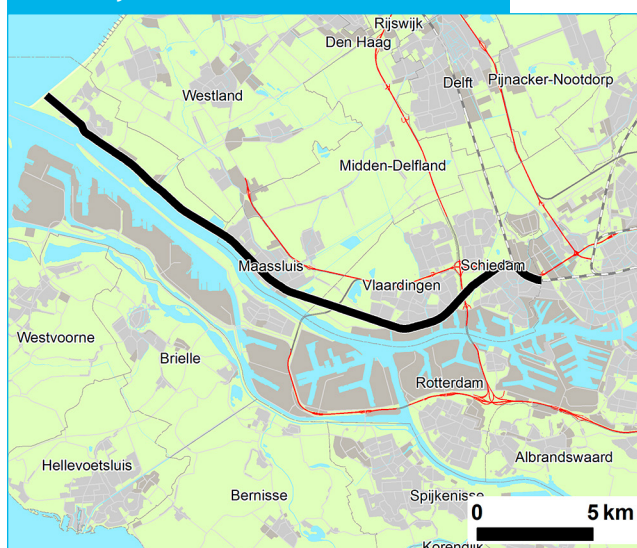 Rijswijk
Den Haag
Delft
Pijnacker-Nootdorp
Westland
Midden-Delfland
Maassluis
Schiedam
Vlaardingen
Westvoorne
Brielle
Rotterdam
Albrandswaard
Hellevoetsluis
Bernisse
Spijkenisse
0 5 km
Korendijk